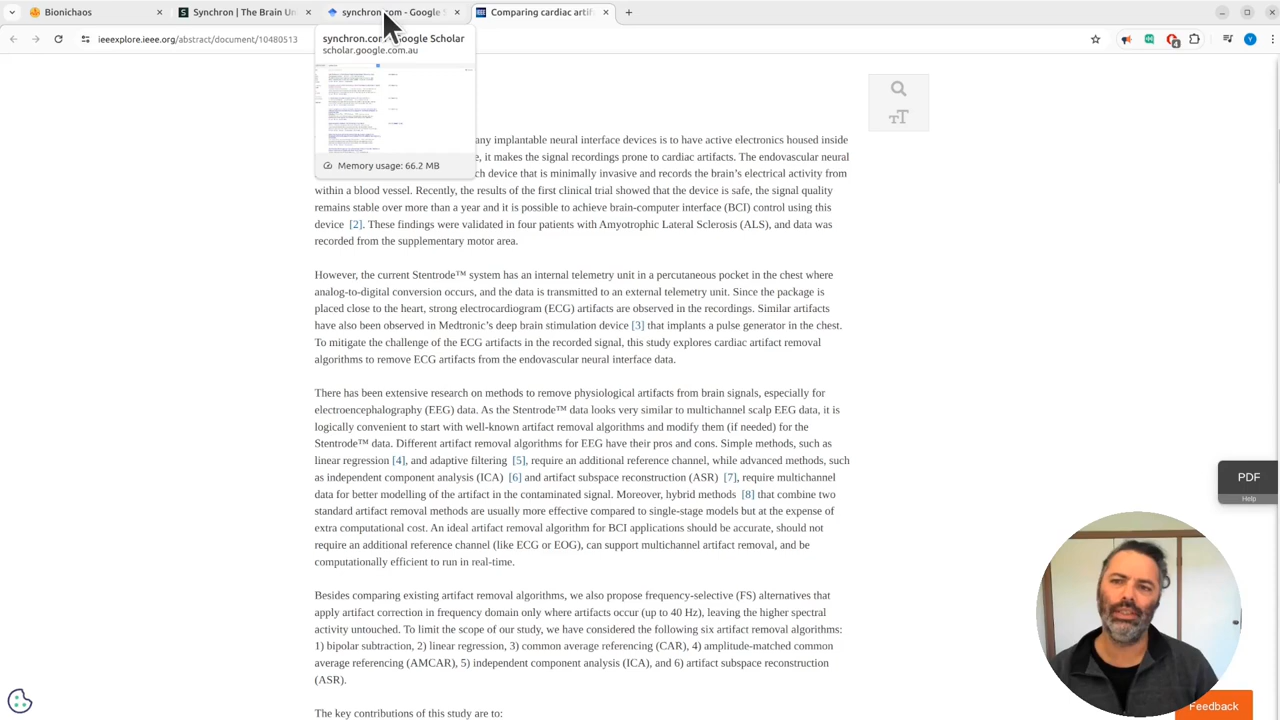 Bionichaos
Synchron | The Brain Un
synchron.com - Google S
Comparing cardiac artif
ieeexplore.ieee.org/abstract/document/10480513
4
Y
Google Scholar
scholar.google.com.au
Memory usage: 66.2 MB
neural interface devices is to have active electronics
inside
, it makes the signal recordings prone to cardiac artifacts. The endovascular neural
device that is minimally invasive and records the brain's electrical activity from
within a blood vessel. Recently, the results of the first clinical trial showed that the device is safe, the signal quality
remains stable over more than a year and it is possible to achieve brain-computer interface (BCI) control using this
device [2]. These findings were validated in four patients with Amyotrophic Lateral Sclerosis (ALS), and data was
recorded from the supplementary motor area.
However, the current Stentrode™ system has an internal telemetry unit in a percutaneous pocket in the chest where
analog-to-digital conversion occurs, and the data is transmitted to an external telemetry unit. Since the package is
placed close to the heart, strong electrocardiogram (ECG) artifacts are observed in the recordings. Similar artifacts
have also been observed in Medtronic's deep brain stimulation device [3] that implants a pulse generator in the chest.
To mitigate the challenge of the ECG artifacts in the recorded signal, this study explores cardiac artifact removal
algorithms to remove ECG artifacts from the endovascular neural interface data.
There has been extensive research on methods to remove physiological artifacts from brain signals, especially for
electroencephalography (EEG) data. As the Stentrode™ data looks very similar to multichannel scalp EEG data, it is
logically convenient to start with well-known artifact removal algorithms and modify them (if needed) for the
Stentrode™ data. Different artifact removal algorithms for EEG have their pros and cons. Simple methods, such as
linear regression [4], and adaptive filtering [5], require an additional reference channel, while advanced methods, such
as independent component analysis (ICA) [6] and artifact subspace reconstruction (ASR) [7], require multichannel
data for better modelling of the artifact in the contaminated signal. Moreover, hybrid methods [8] that combine two
standard artifact removal methods are usually more effective compared to single-stage models but at the expense of
extra computational cost. An ideal artifact removal algorithm for BCI applications should be accurate, should not
require an additional reference channel (like ECG or EOG), can support multichannel artifact removal, and be
computationally efficient to run in real-time.
Besides comparing existing artifact removal algorithms, we also propose frequency-selective (FS) alternatives that
apply artifact correction in frequency domain only where artifacts occur (up to 40 Hz), leaving the higher spectral
activity untouched. To limit the scope of our study, we have considered the following six artifact removal algorithms:
1) bipolar subtraction, 2) linear regression, 3) common average referencing (CAR), 4) amplitude-matched common
average referencing (AMCAR), 5) independent component analysis (ICA), and 6) artifact subspace reconstruction
(ASR).
The key contributions of this study are to:
PDF
Help
Feedback